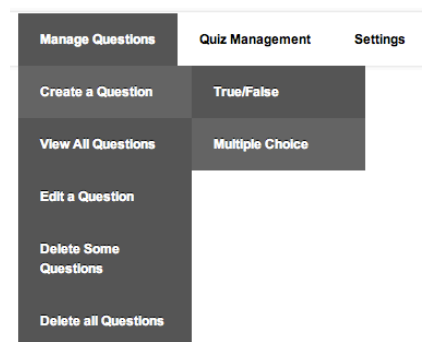 Manage Questions Quiz Management Settings
Create a Question True/False
View All Questions Multiple Choice
Edit a Question
Delete Some
Questions
Delete all Questions